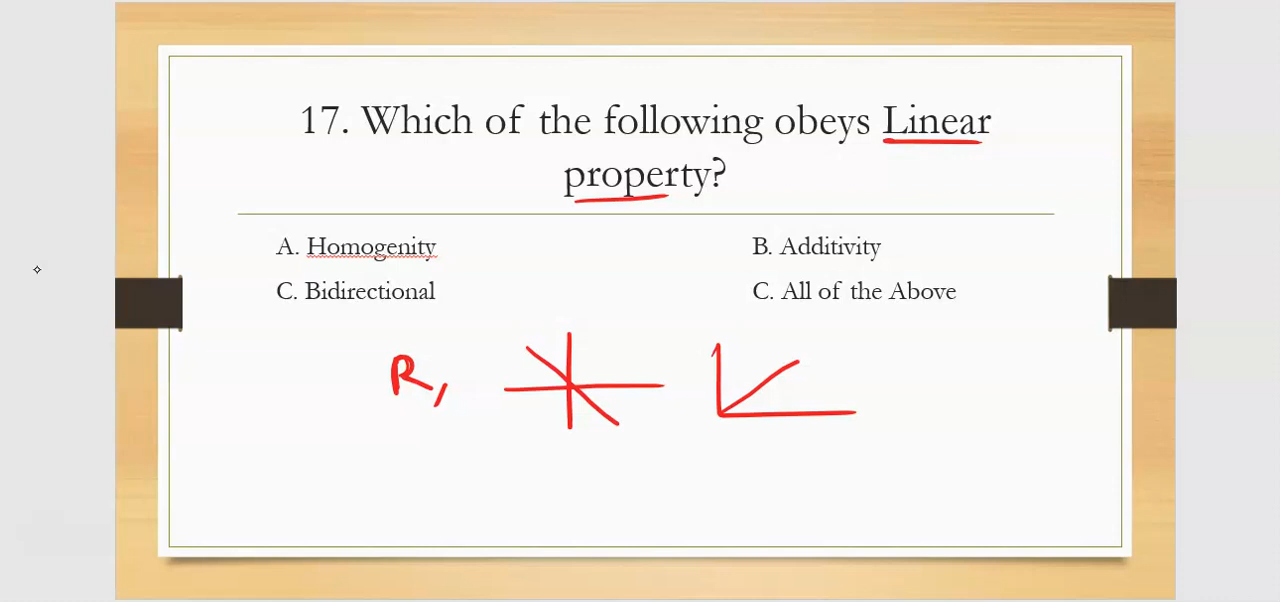 17. Which of the following obeys Linear
property?
A. Homogenity
B. Additivity
C. Bidirectional
C. All of the Above
R,